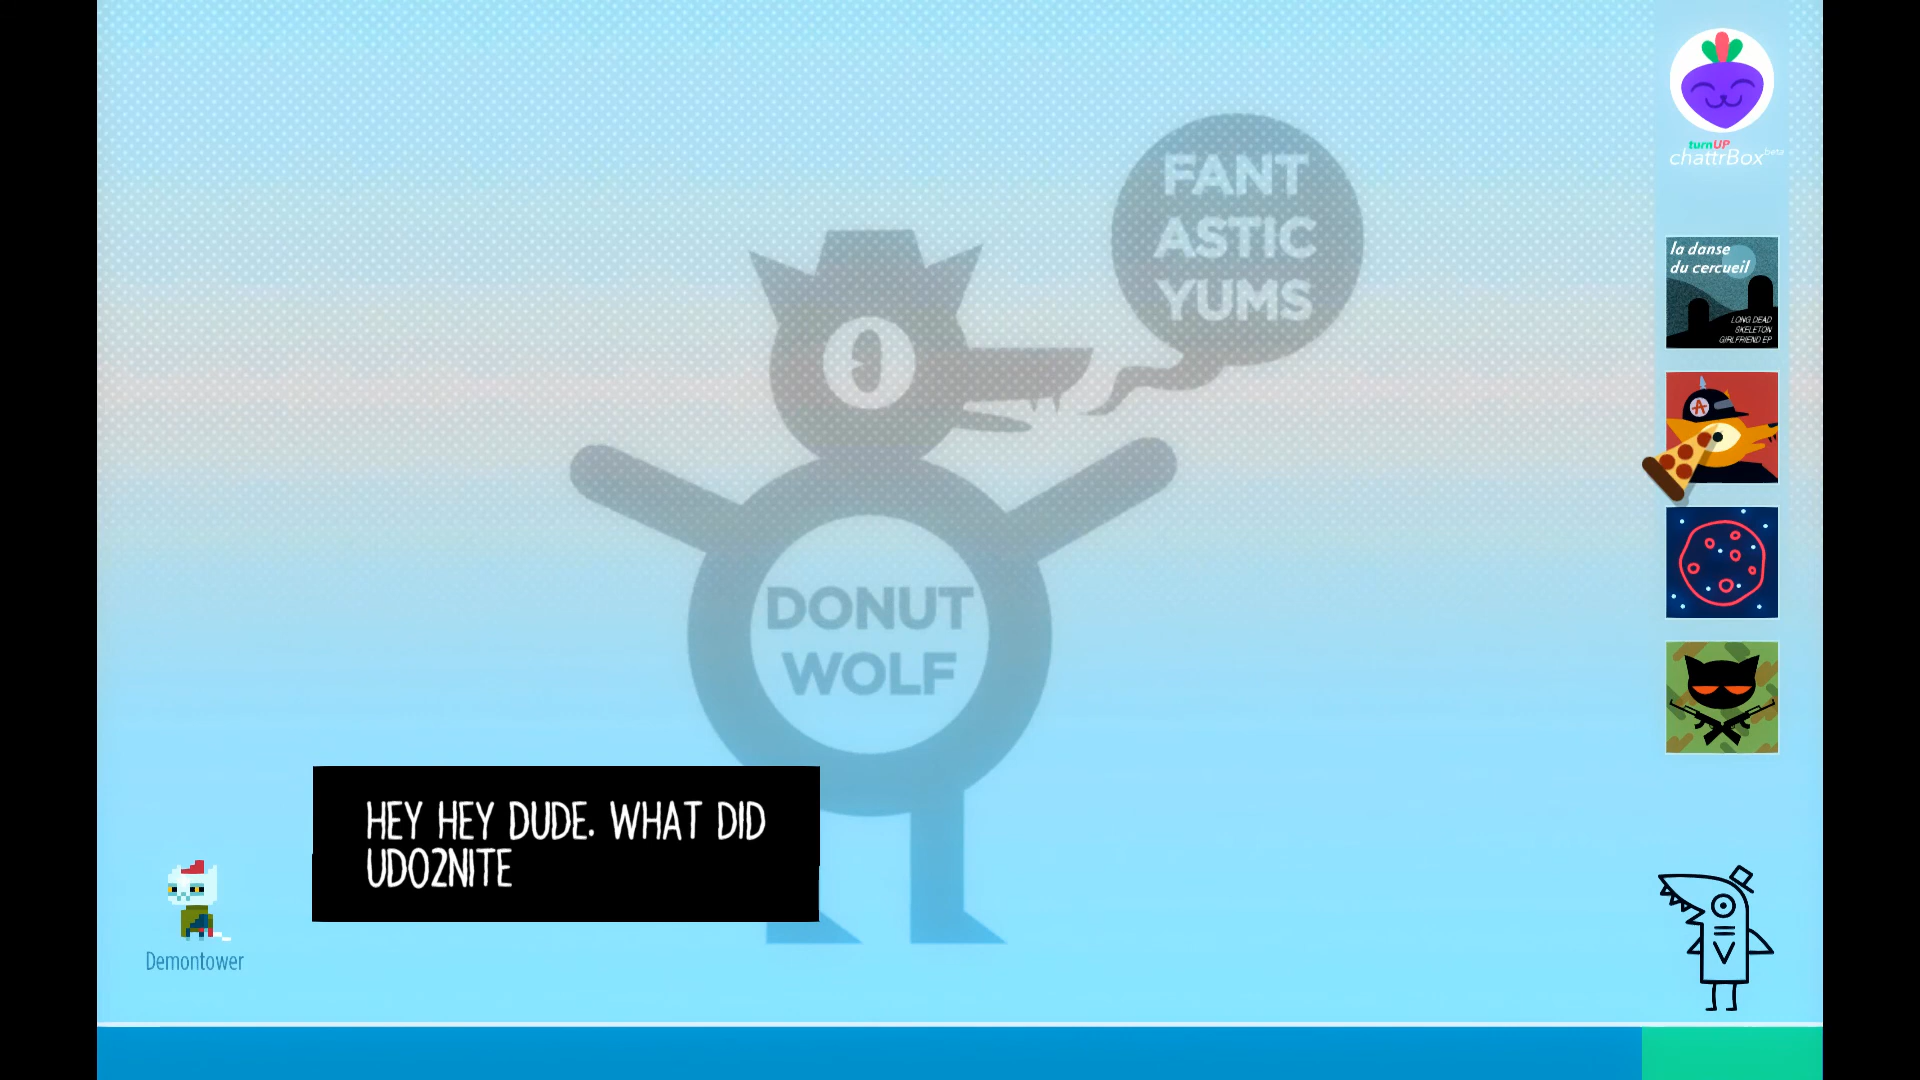 FANT
ASTIC
YUMS
DONUT
WOLF
turnUP
chattrBox beta
la danse
du cercueil
LONG DEAD
SKELETON
GIRLFRIEND EP
A
HEY HEY DUDE. WHAT DID
UDO2NITE
Demontower